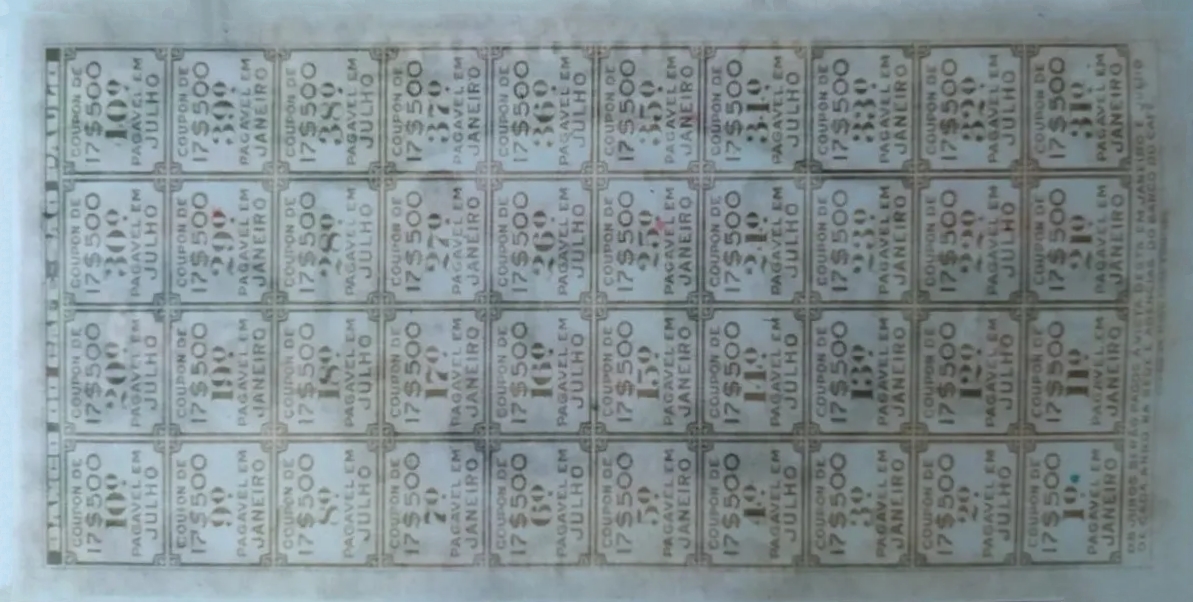 COUPON DE
17$500
10º
PAGAVEL EM
JULHO
COUPON DE
17$500
20º
PAGAVEL EM
JULHO
COUPON DE
17$500
30º
PAGAVEL EM
JULHO
COUPON DE
17$500
40º
PAGAVEL EM
JULHO
COUPON DE
17$500
9º
PAGAVEL EM
JANEIRO
COUPON DE
17$500
19º
PAGAVEL EM
JANEIRO
COUPON DE
17$500
29º
PAGAVEL EM
JANEIRO
COUPON DE
17$500
39º
PAGAVEL EM
JANEIRO
COUPON DE
17$500
8º
PAGAVEL EM
JULHO
COUPON DE
17$500
18º
PAGAVEL EM
JULHO
COUPON DE
17$500
28º
PAGAVEL EM
JULHO
COUPON DE
17$500
38º
PAGAVEL EM
JULHO
COUPON DE
17$500
7º
PAGAVEL EM
JANEIRO
COUPON DE
17$500
17º
PAGAVEL EM
JANEIRO
COUPON DE
17$500
27º
PAGAVEL EM
JANEIRO
COUPON DE
17$500
37º
PAGAVEL EM
JANEIRO
COUPON DE
17$500
6º
PAGAVEL EM
JULHO
COUPON DE
17$500
16º
PAGAVEL EM
JULHO
COUPON DE
17$500
26º
PAGAVEL EM
JULHO
COUPON DE
17$500
36º
PAGAVEL EM
JULHO
COUPON DE
17$500
5º
PAGAVEL EM
JANEIRO
COUPON DE
17$500
15º
PAGAVEL EM
JANEIRO
COUPON DE
17$500
25º
PAGAVEL EM
JANEIRO
COUPON DE
17$500
35º
PAGAVEL EM
JANEIRO
COUPON DE
17$500
4º
PAGAVEL EM
JULHO
COUPON DE
17$500
14º
PAGAVEL EM
JULHO
COUPON DE
17$500
24º
PAGAVEL EM
JULHO
COUPON DE
17$500
34º
PAGAVEL EM
JULHO
COUPON DE
17$500
3º
PAGAVEL EM
JANEIRO
COUPON DE
17$500
13º
PAGAVEL EM
JANEIRO
COUPON DE
17$500
23º
PAGAVEL EM
JANEIRO
COUPON DE
17$500
33º
PAGAVEL EM
JANEIRO
COUPON DE
17$500
2º
PAGAVEL EM
JULHO
COUPON DE
17$500
12º
PAGAVEL EM
JULHO
COUPON DE
17$500
22º
PAGAVEL EM
JULHO
COUPON DE
17$500
32º
PAGAVEL EM
JULHO
COUPON DE
17$500
1º
PAGAVEL EM
JANEIRO
COUPON DE
17$500
11º
PAGAVEL EM
JANEIRO
COUPON DE
17$500
21º
PAGAVEL EM
JANEIRO
COUPON DE
17$500
31º
PAGAVEL EM
JANEIRO
OS JUROS SERÃO PAGOS Á VISTA DESTE EM JANEIRO E JULHO
DE CADA ANNO NA DO BANCO DO